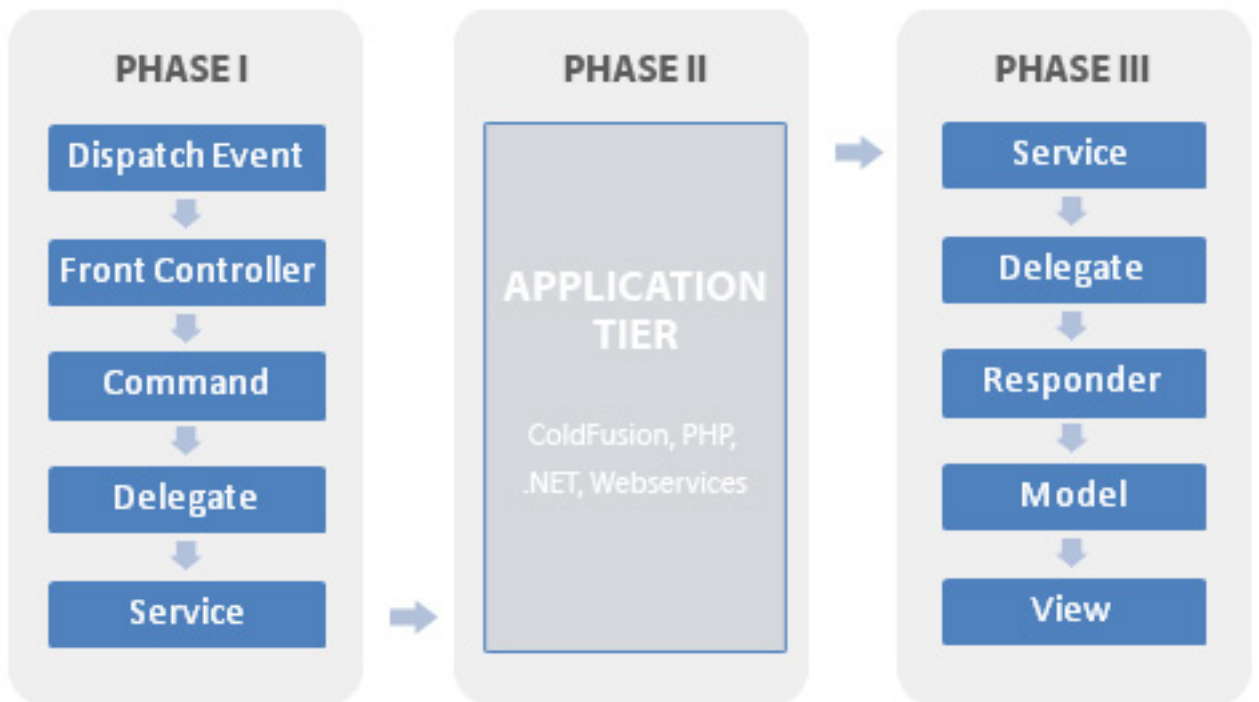 PHASE I
Dispatch Event
Front Controller
Command
Delegate
Service
PHASE II
APPLICATION
TIER
ColdFusion, PHP,
.NET, Webservices
PHASE III
Service
Delegate
Responder
Model
View